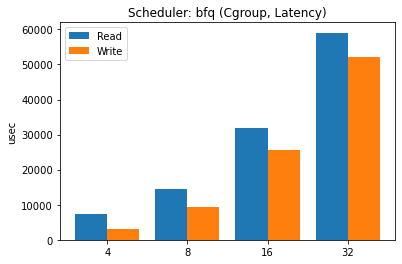 Scheduler: bfq (Cgroup, Latency)
Read
Write
usec
60000
50000
40000
30000
20000
10000
0
4 8 16 32